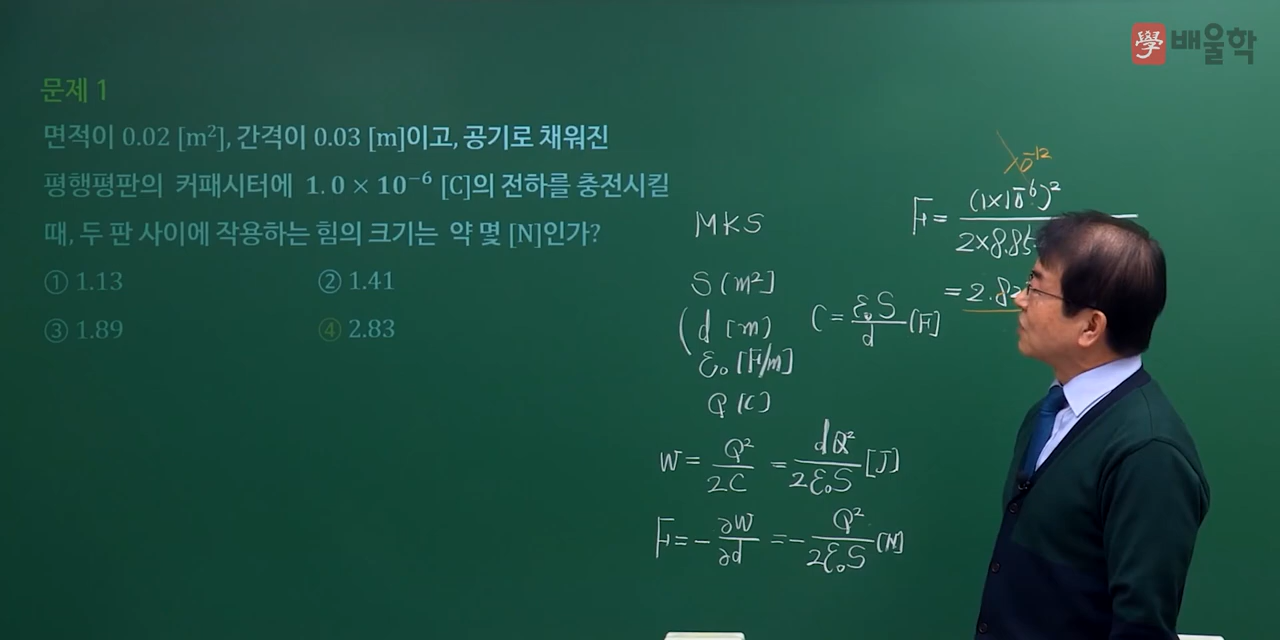 學 배울학
문제 1
면적이 0.02 [m²], 간격이 0.03 [m]이고, 공기로 채워진
평행평판의 커패시터에 1.0 × 10⁻⁶ [C]의 전하를 충전시킬
때, 두 판 사이에 작용하는 힘의 크기는 약 몇 [N]인가?
① 1.13 ② 1.41
③ 1.89 ④ 2.83
MKS
S [m²]
d [m]
ε₀ [F/m]
Q [C]
C = ε₀S/d [F]
W = Q²/2C = dQ²/2ε₀S [J]
F = -∂W/∂d = -Q²/2ε₀S [N]
×10⁻¹²
F = (1×10⁻⁶)²
2×8.85
= 2.8